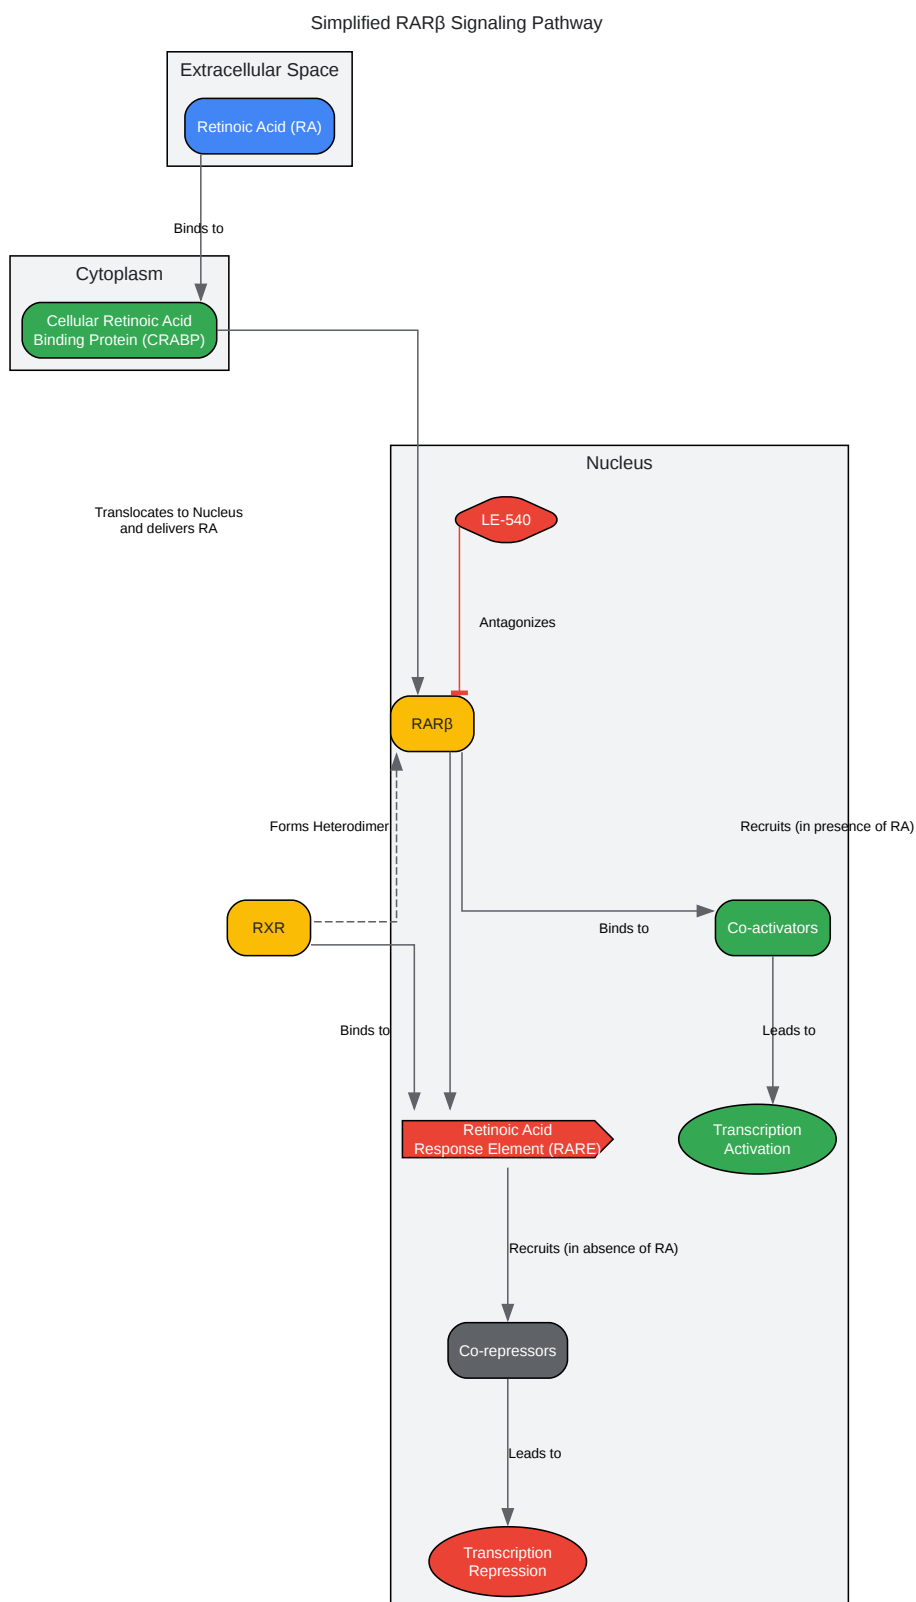 Simplified RARβ Signaling Pathway
Extracellular Space
Retinoic Acid (RA)
Binds to
Cytoplasm
Cellular Retinoic Acid
Binding Protein (CRABP)
Nucleus
Translocates to Nucleus
and delivers RA
LE-540
Antagonizes
RARβ
Forms Heterodimer
Recruits (in presence of RA)
RXR
Binds to
Co-activators
Binds to
Leads to
Retinoic Acid
Response Element (RARE)
Transcription
Activation
Recruits (in absence of RA)
Co-repressors
Leads to
Transcription
Repression